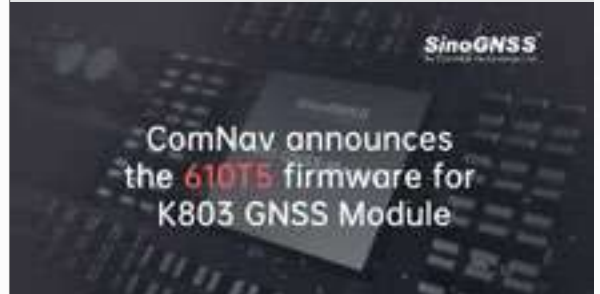 SinoGNSS
ComNav announces
the 610T5 firmware for
K803 GNSS Module